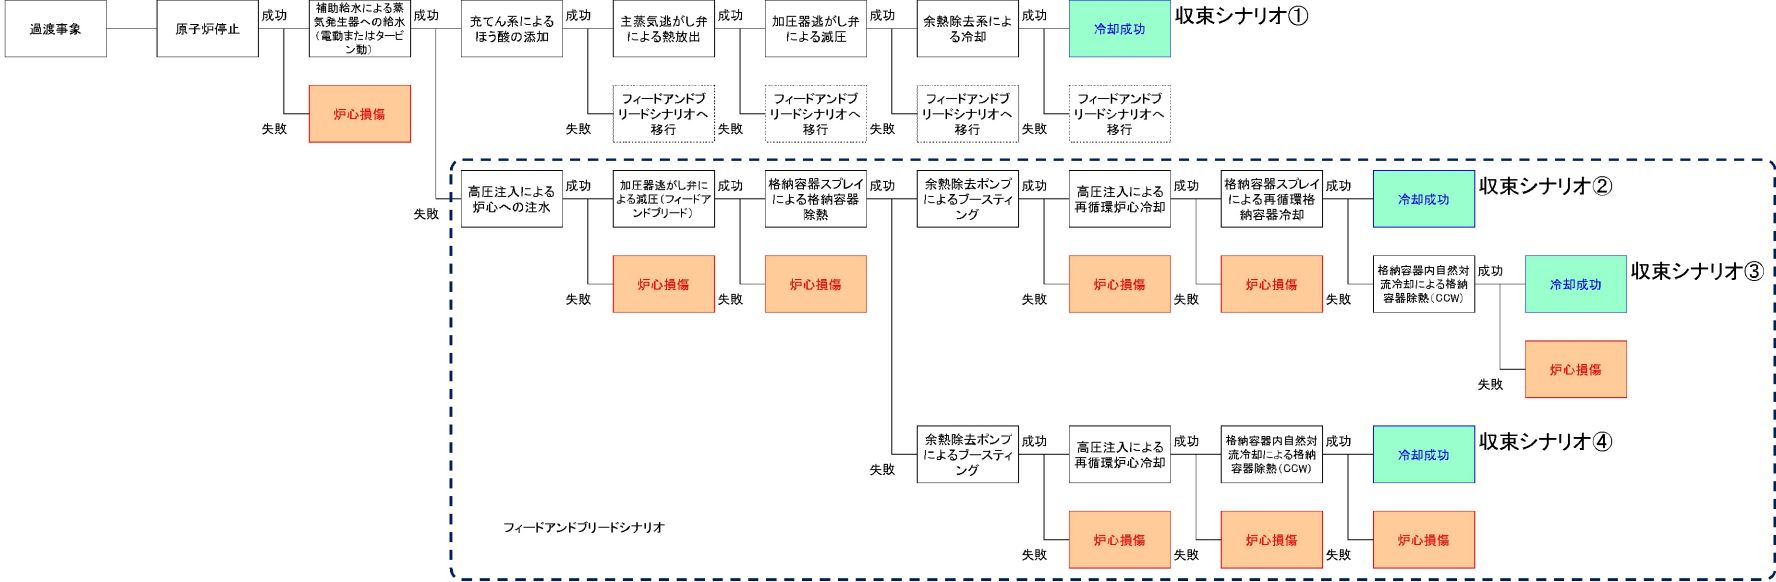 過渡事象
原子炉停止
成功
失敗
補助給水による蒸
気発生器への給水
(電動またはタービ
ン動)
炉心損傷
成功
失敗
充てん系による
ほう酸の添加
成功
失敗
主蒸気逃がし弁
による熱放出
フィードアンドブ
リードシナリオへ
移行
成功
失敗
加圧器逃がし弁
による減圧
フィードアンドブ
リードシナリオへ
移行
成功
失敗
余熱除去系によ
る冷却
フィードアンドブ
リードシナリオへ
移行
成功
失敗
冷却成功
フィードアンドブ
リードシナリオへ
移行
収束シナリオ①
高圧注入による
炉心への注水
成功
失敗
加圧器逃がし弁に
よる減圧(フィードア
ンドブリード)
炉心損傷
成功
失敗
格納容器スプレイ
による格納容器
除熱
炉心損傷
成功
失敗
余熱除去ポンプ
によるブースティ
ング
成功
失敗
高圧注入による
再循環炉心冷却
炉心損傷
成功
失敗
格納容器スプレイ
による再循環格
納容器冷却
炉心損傷
成功
失敗
冷却成功
収束シナリオ②
格納容器内自然対
流冷却による格納
容器除熱(CCW)
成功
失敗
冷却成功
収束シナリオ③
炉心損傷
余熱除去ポンプ
によるブースティ
ング
成功
失敗
高圧注入による
再循環炉心冷却
炉心損傷
成功
失敗
格納容器内自然対
流冷却による格納
容器除熱(CCW)
炉心損傷
成功
失敗
冷却成功
収束シナリオ④
炉心損傷
フィードアンドブリードシナリオ